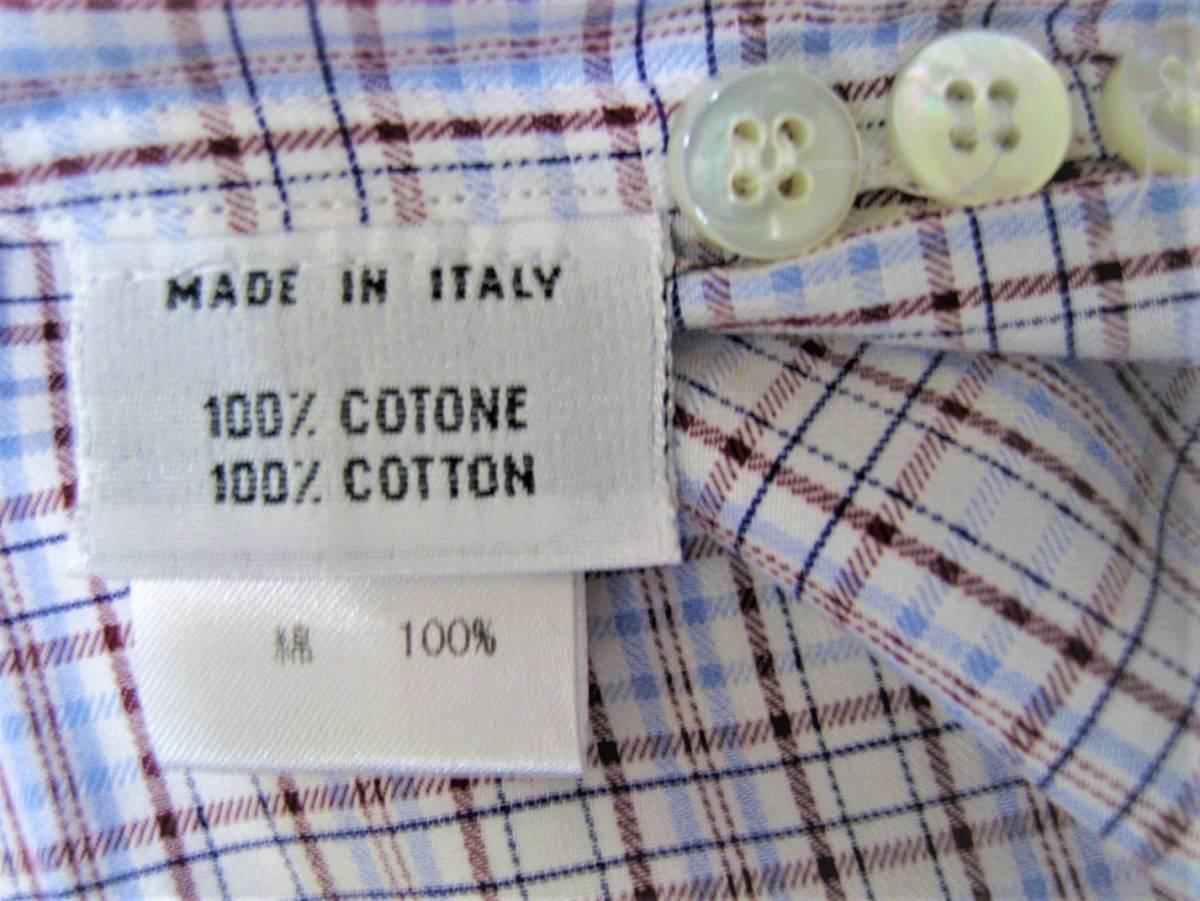 MADE IN ITALY
100% COTONE
100% COTTON
綿 100%